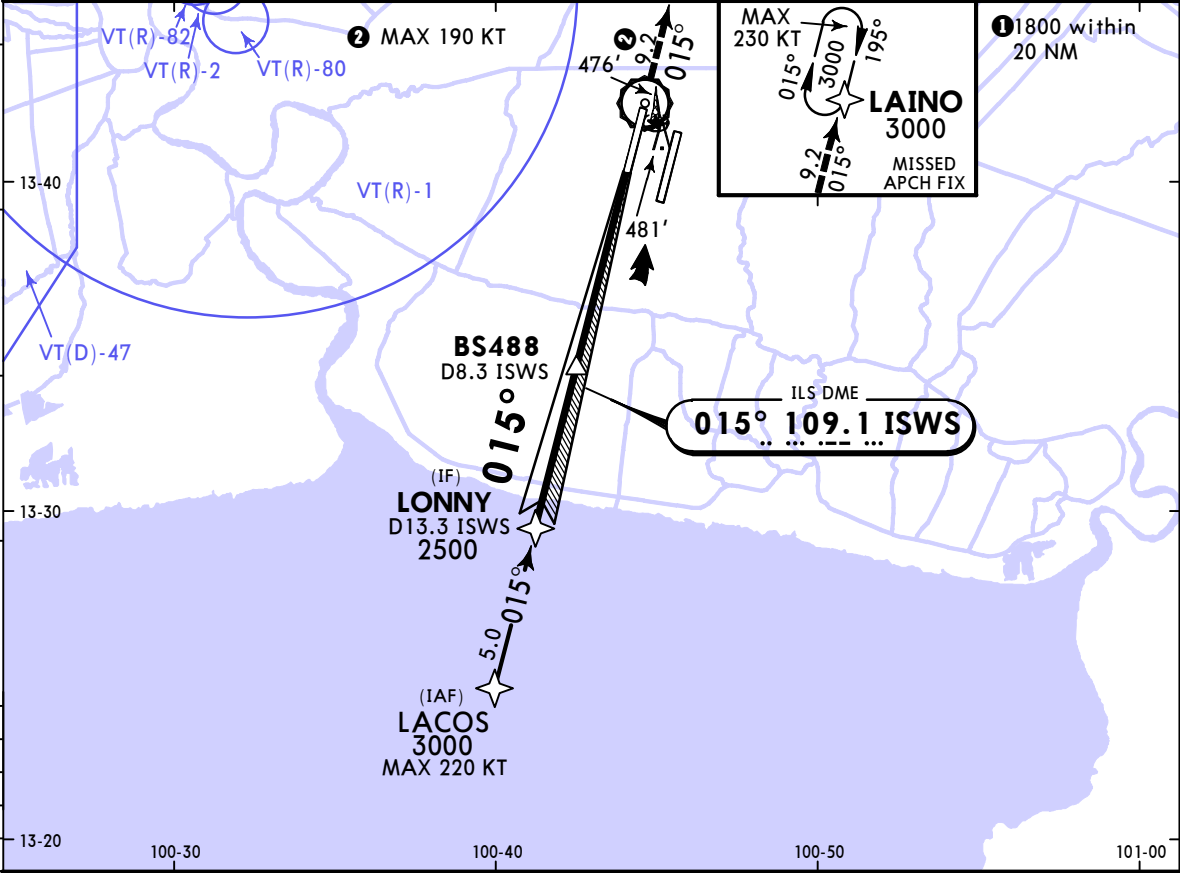 VT(R)-82
VT(R)-2
VT(R)-80
❷ MAX 190 KT
476'
❷
9.2
015°
MAX
230 KT
015°
3000
195°
LAINO
3000
9.2
015°
MISSED
APCH FIX
❶1800 within
20 NM
13-40
VT(R)-1
481'
VT(D)-47
BS488
D8.3 ISWS
015°
ILS DME
015° 109.1 ISWS
.. ... .-- ...
(IF)
LONNY
D13.3 ISWS
2500
13-30
015°
5.0
(IAF)
LACOS
3000
MAX 220 KT
13-20
100-30
100-40
100-50
101-00